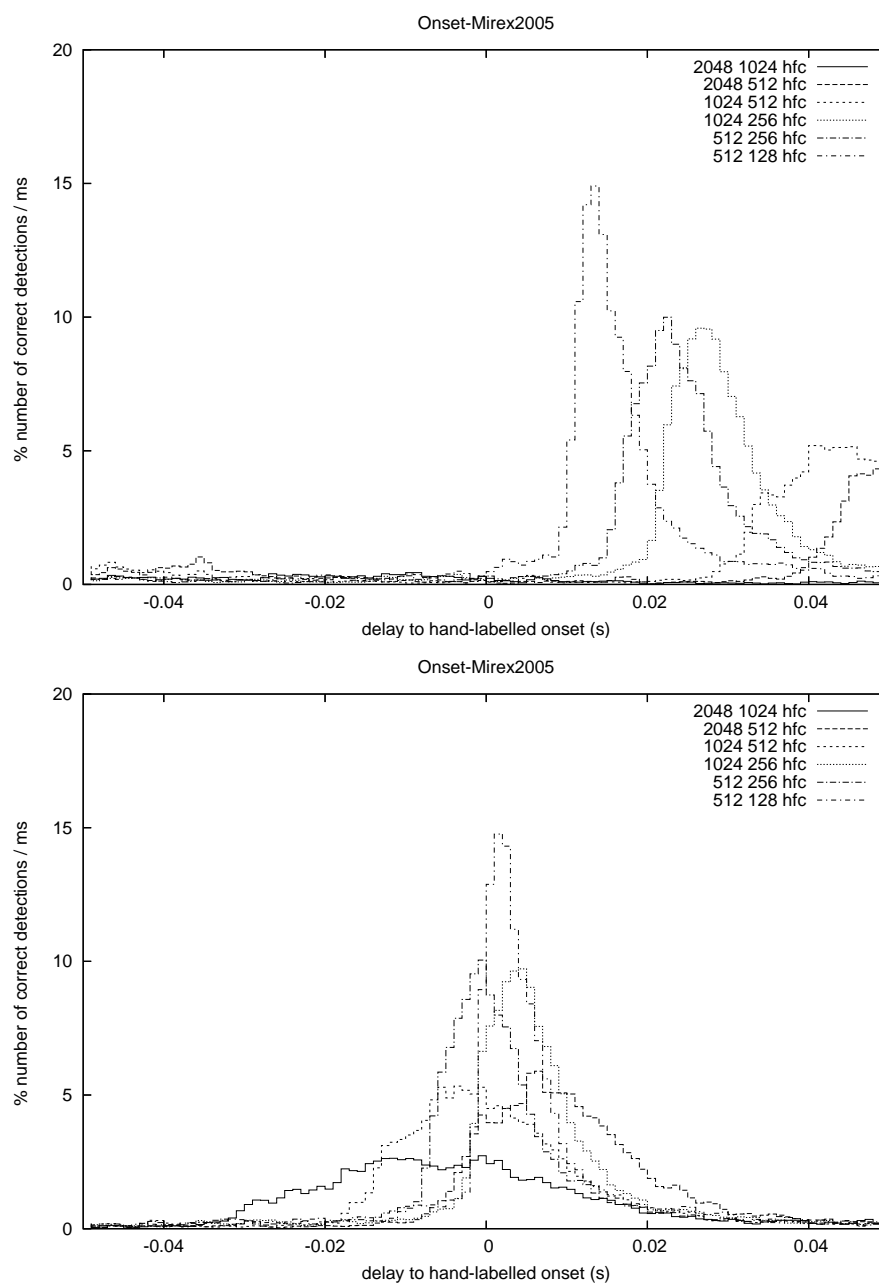 Onset-Mirex2005
20
15
10
5
0
% number of correct detections / ms
2048 1024 hfc
2048 512 hfc
1024 512 hfc
1024 256 hfc
512 256 hfc
512 128 hfc
-0.04
-0.02
0
0.02
0.04
delay to hand-labelled onset (s)
Onset-Mirex2005
20
15
10
5
0
% number of correct detections / ms
2048 1024 hfc
2048 512 hfc
1024 512 hfc
1024 256 hfc
512 256 hfc
512 128 hfc
-0.04
-0.02
0
0.02
0.04
delay to hand-labelled onset (s)